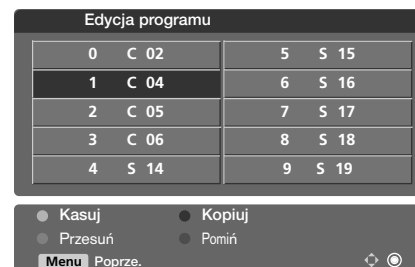 Edycja programu
0 C 02 5 S 15
1 C 04 6 S 16
2 C 05 7 S 17
3 C 06 8 S 18
4 S 14 9 S 19
Kasuj Kopiuj
Przesuń Pomiń
Menu Poprze.